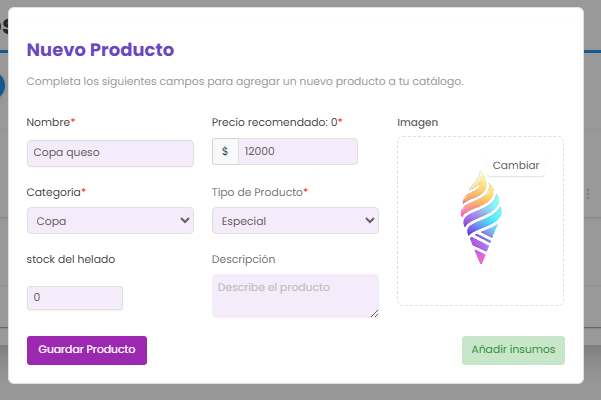 Nuevo Producto
Completa los siguientes campos para agregar un nuevo producto a tu catálogo.
Nombre*
Precio recomendado: 0*
Imagen
Copa queso
$ 12000
Cambiar
Categoría*
Tipo de Producto*
Copa
Especial
stock del helado
Descripción
0
Describe el producto
Guardar Producto
Añadir insumos